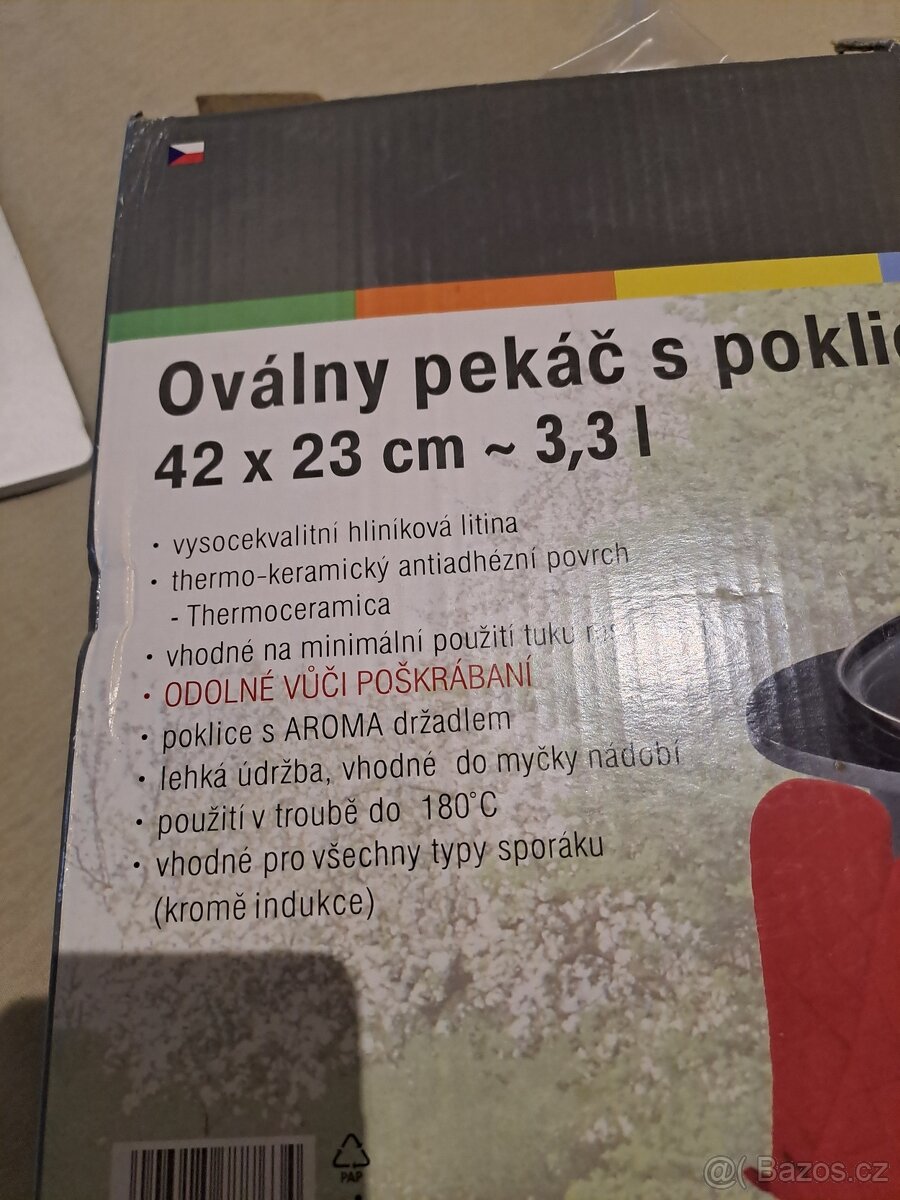 Oválny pekáč s poklic
42 x 23 cm ~ 3,3 l
· vysocekvalitní hliníková litina
· thermo-keramický antiadhézní povrch
- Thermoceramica
· vhodné na minimální použití tuku
· ODOLNÉ VŮČI POŠKRÁBANÍ
· poklice s AROMA držadlem
· lehká údržba, vhodné do myčky nádobí
· použití v troubě do 180°C
· vhodné pro všechny typy sporáku
(kromě indukce)
PAP
@( Bazos.cz